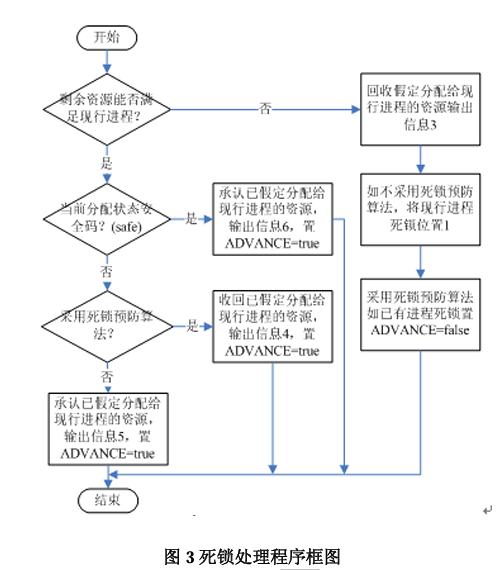 开始
剩余资源能否满
足现行进程？
否
是
回收假定分配给现
行进程的资源输出
信息3
当前分配状态安
全码？(safe)
是
否
承认已假定分配给
现行进程的资源，
输出信息6，置
ADVANCE=true
如不采用死锁预防
算法，将现行进程
死锁位置1
采用死锁预防算
法？
是
否
收回已假定分配给
现行进程的资源，
输出信息4，置
ADVANCE=true
采用死锁预防算法
如已有进程死锁置
ADVANCE=false
承认已假定分配给
现行进程的资源，
输出信息5，置
ADVANCE=true
结束
图 3 死锁处理程序框图